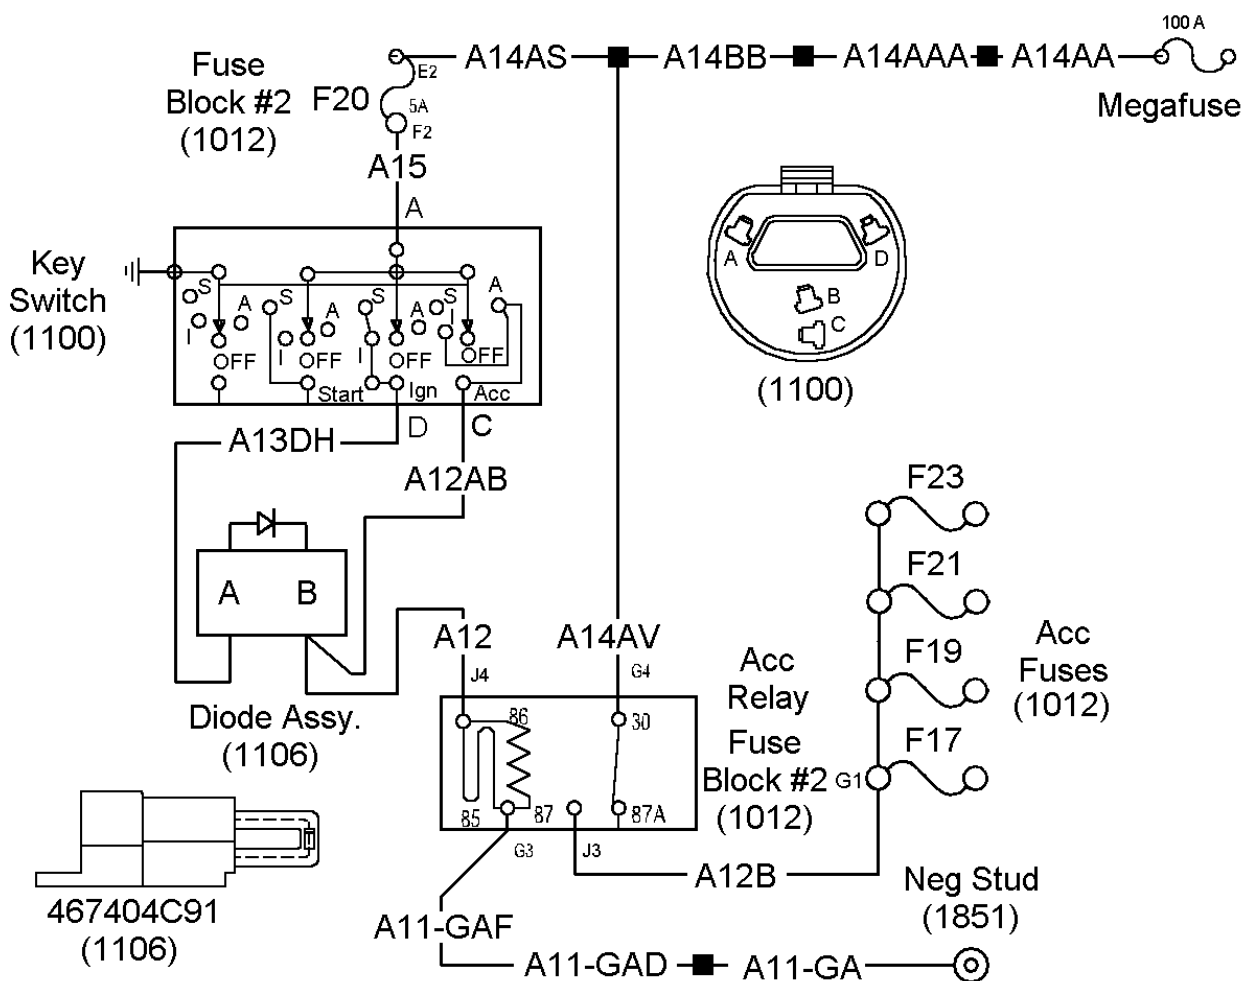 100 A
A14AS
A14BB
A14AAA
A14AA
Megafuse
Fuse
Block #2
(1012)
F20
E2
5A
F2
A15
A
Key
Switch
(1100)
S
I
A
OFF
S
I
A
OFF
Start
S
I
A
OFF
Ign
S
I
A
OFF
Acc
D
C
A
D
B
C
(1100)
A13DH
A12AB
A
B
Diode Assy.
(1106)
A12
J4
A14AV
G4
86
30
85
87
87A
G3
J3
Acc
Relay
Fuse
Block #2
(1012)
G1
F23
F21
F19
F17
Acc
Fuses
(1012)
A12B
467404C91
(1106)
A11-GAF
A11-GAD
A11-GA
Neg Stud
(1851)